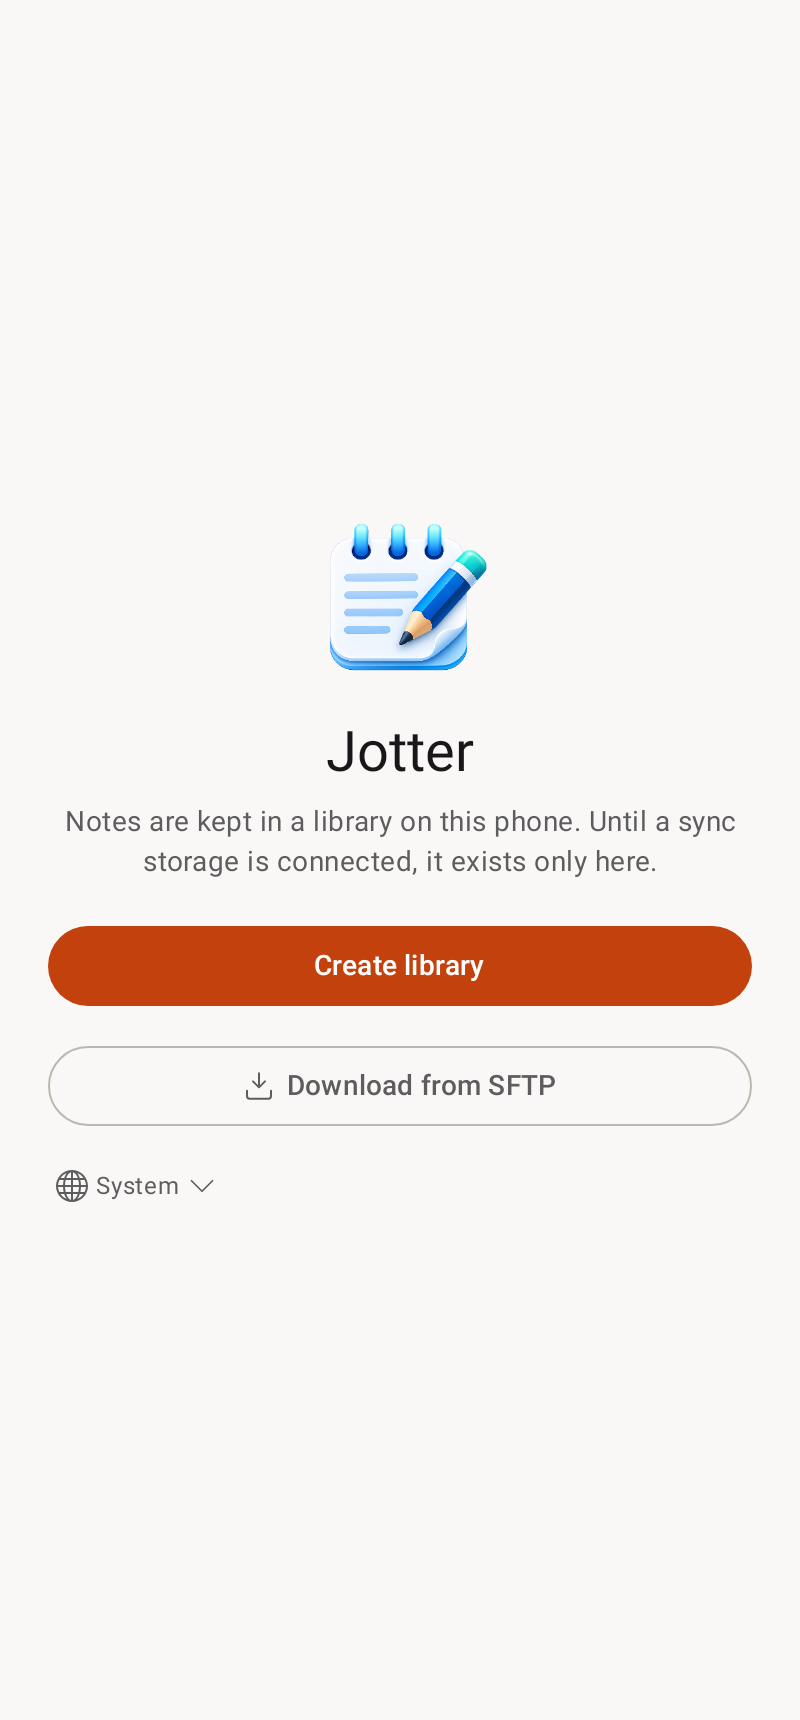 Jotter
Notes are kept in a library on this phone. Until a sync
storage is connected, it exists only here.
Create library
Download from SFTP
System